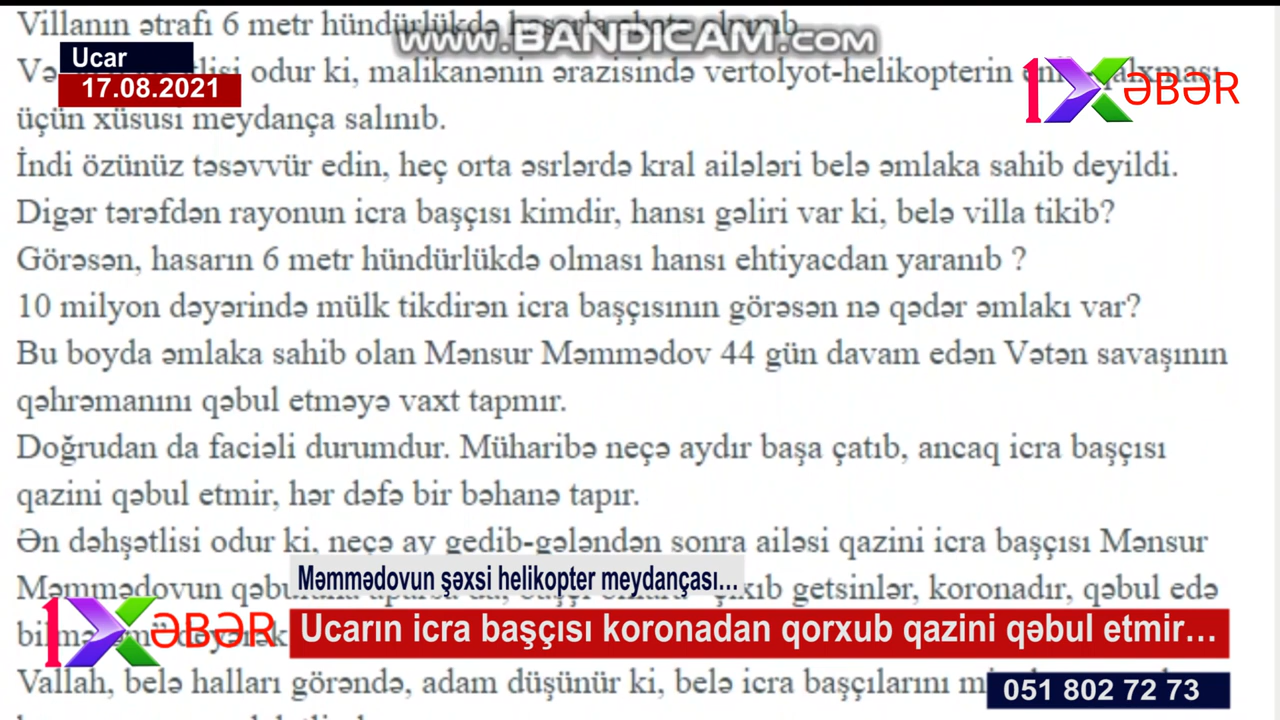 Villanın ətrafı 6 metr hündürlükdə
www.BANDICAM.com
Ucar
odur ki, malikanənin ərazisində vertolyot-helikopterin
17.08.2021
1XƏBƏR
üçün xüsusi meydança salınıb.
İndi özünüz təsəvvür edin, heç orta əsrlərdə kral ailələri belə əmlaka sahib deyildi.
Digər tərəfdən rayonun icra başçısı kimdir, hansı gəliri var ki, belə villa tikib?
Görəsən, hasarın 6 metr hündürlükdə olması hansı ehtiyacdan yaranıb ?
10 milyon dəyərində mülk tikdirən icra başçısının görəsən nə qədər əmlakı var?
Bu boyda əmlaka sahib olan Mənsur Məmmədov 44 gün davam edən Vətən savaşının
qəhrəmanını qəbul etməyə vaxt tapmır.
Doğrudan da faciəli durumdur. Müharibə neçə aydır başa çatıb, ancaq icra başçısı
qazini qəbul etmir, hər dəfə bir bəhanə tapır.
Ən dəhşətlisi odur ki, neçə ay gedib-gələndən sonra ailəsi qazini icra başçısı Mənsur
Məmmədovun şəxsi helikopter meydançası...
Məmmədovun getsinlər, koronadır, qəbul edə
1XƏBƏR
Ucarın icra başçısı koronadan qorxub qazini qəbul etmir...
Vallah, belə halları görəndə, adam düşünür ki, belə icra başçılarını
051 802 72 73